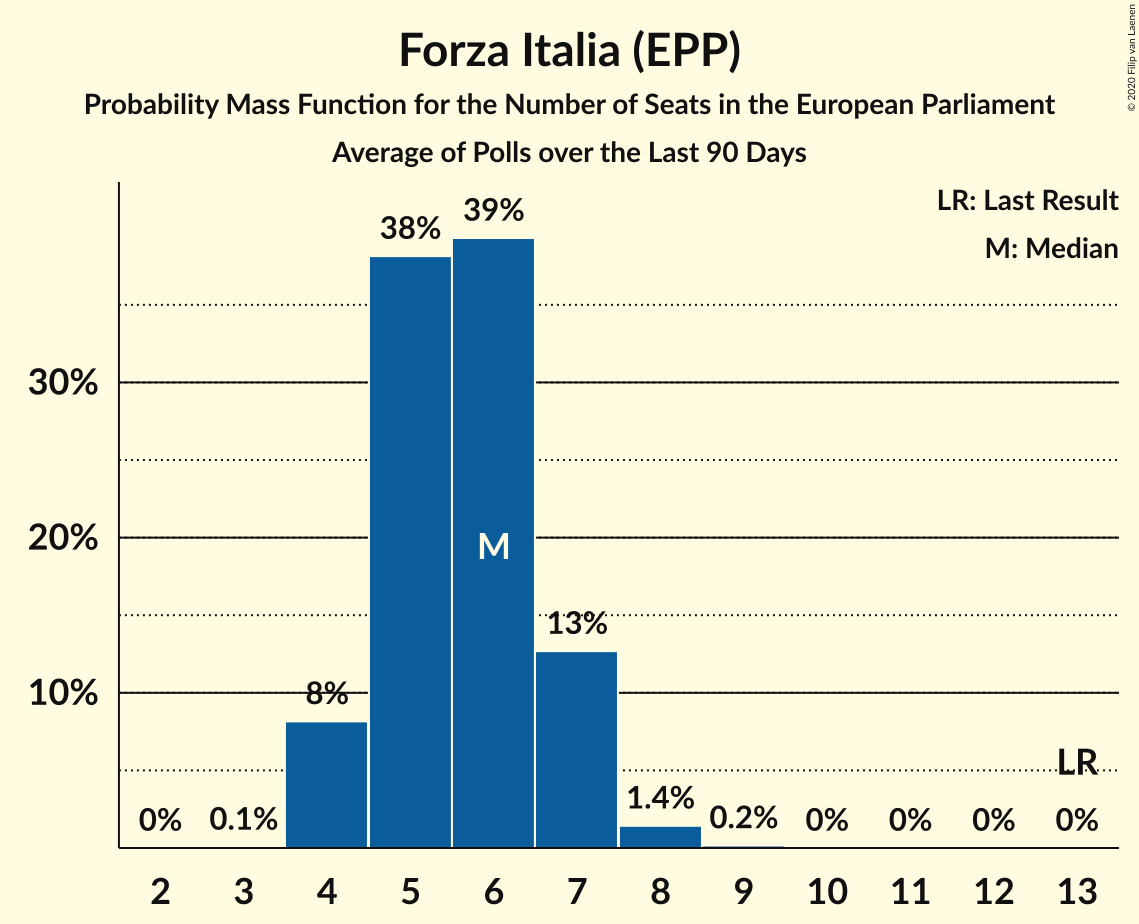 Forza Italia (EPP)
Probability Mass Function for the Number of Seats in the European Parliament
Average of Polls over the Last 90 Days
© 2020 Filip van Laenen
LR: Last Result
M: Median
39%
38%
30%
20%
M
13%
10%
8%
LR
0%
0.1%
1.4%
0.2%
0%
0%
0%
0%
2 3 4 5 6 7 8 9 10 11 12 13